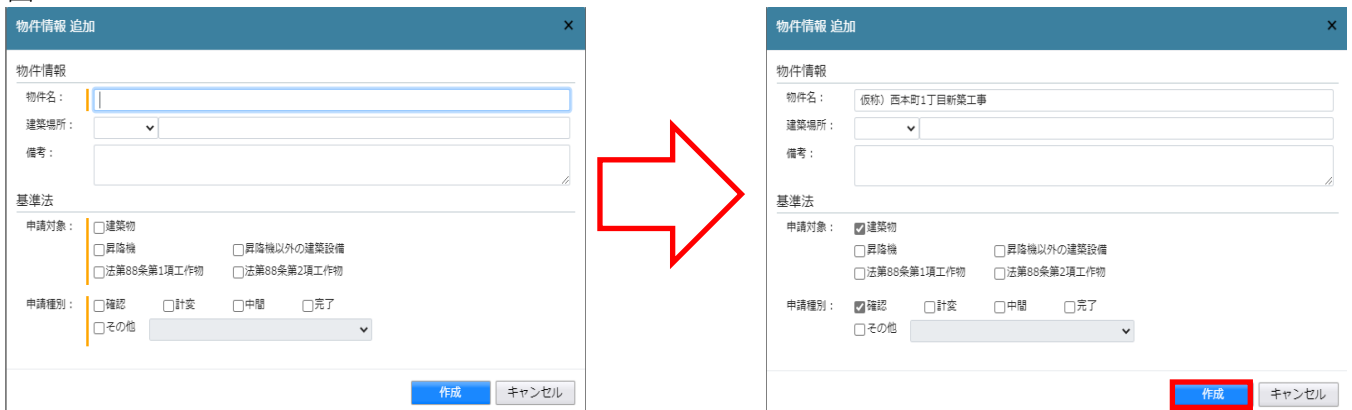 物件情報 追加 ×
物件情報
物件名：
建築場所：
備考：
基準法
申請対象： 建築物
昇降機 昇降機以外の建築設備
法第88条第1項工作物 法第88条第2項工作物
申請種別： 確認 計変 中間 完了
その他
作成 キャンセル
物件情報 追加 ×
物件情報
物件名： 仮称）西本町1丁目新築工事
建築場所：
備考：
基準法
申請対象： 建築物
昇降機 昇降機以外の建築設備
法第88条第1項工作物 法第88条第2項工作物
申請種別： 確認 計変 中間 完了
その他
作成 キャンセル